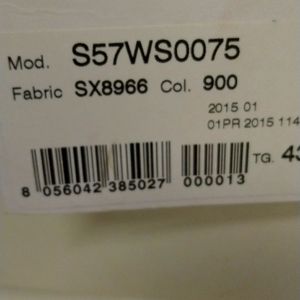 Mod. S57WS0075
Fabric SX8966 Col. 900
2015 01
01PR 2015 114
TG. 43
8 056042 385027 000013